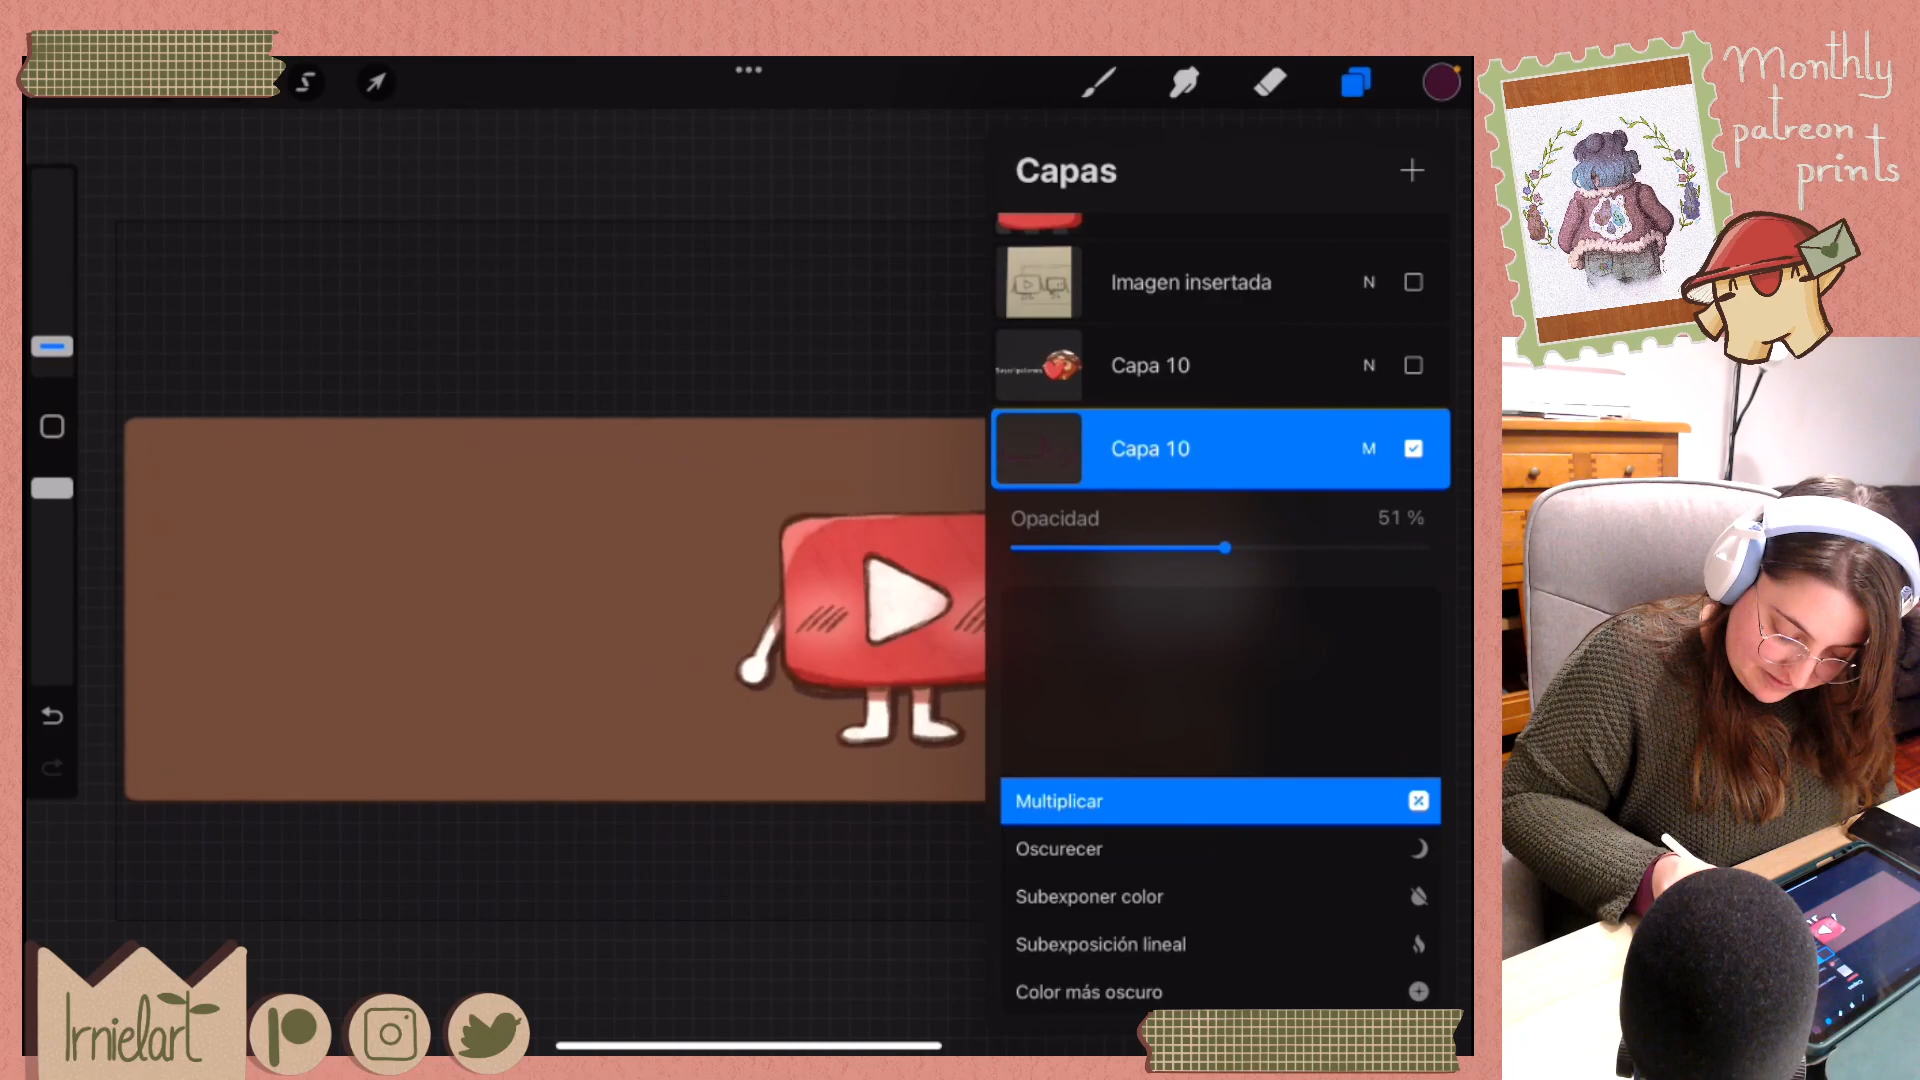 Monthly
patreon
prints
Capas
Imagen insertada N
Capa 10 N
Capa 10 M
Opacidad 51 %
Multiplicar
Oscurecer
Subexponer color
Subexposición lineal
Color más oscuro
Irnielart